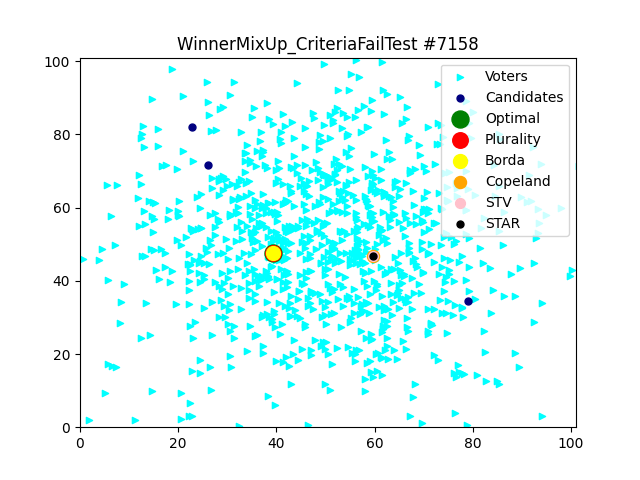 WinnerMixUp_CriteriaFailTest #7158
100
80
60
40
20
0
0
20
40
60
80
100
Voters
Candidates
Optimal
Plurality
Borda
Copeland
STV
STAR